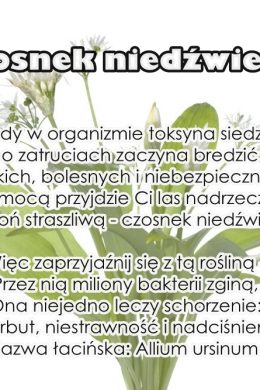 osnek niedźwie
dy w organizmie toksyna siedz
o zatruciach zaczyna bredzić
kich, bolesnych i niebezpieczn
mocą przyjdzie Ci las nadrzecz
oń straszliwą - czosnek niedźwi
Więc zaprzyjaźnij się z tą rośliną
Przez nią miliony bakterii zginą,
Ona niejedno leczy schorzenie:
orbut, niestrawność i nadciśnien
azwa łacińska: Allium ursinum